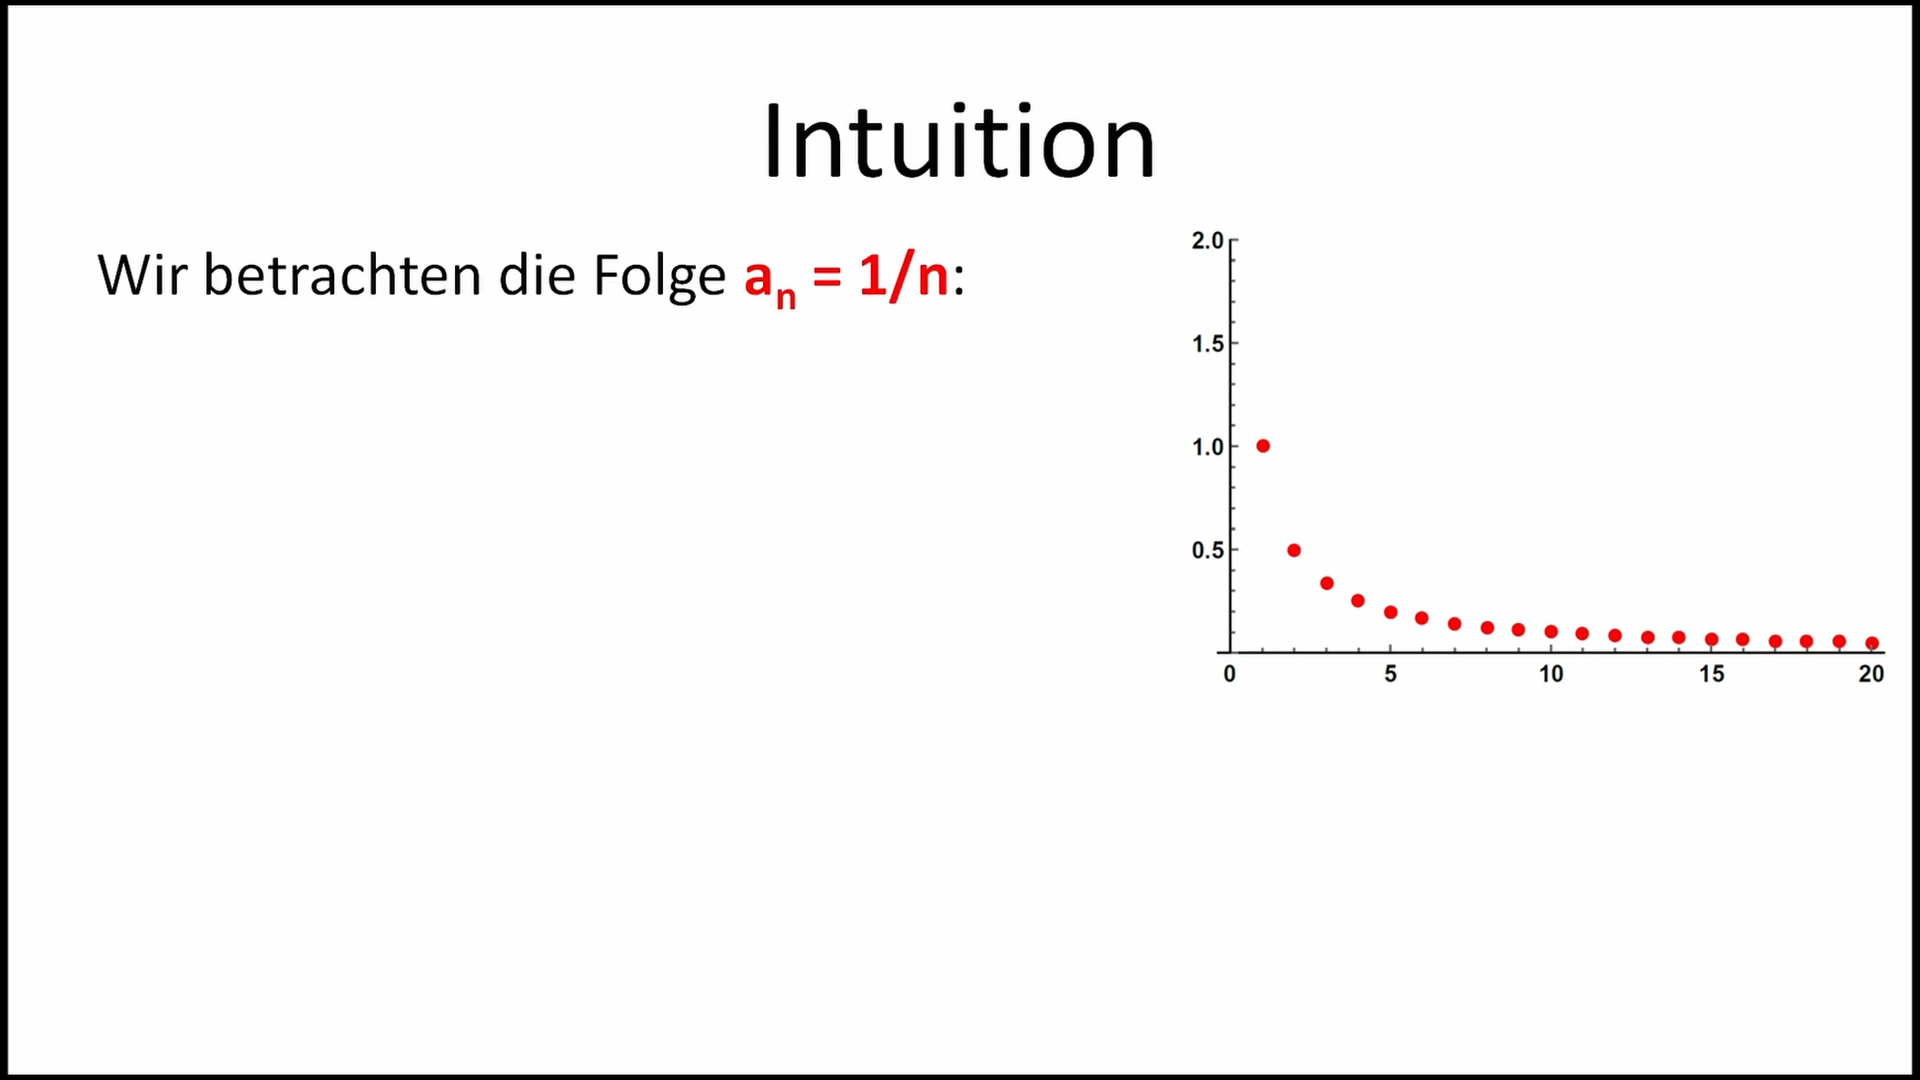 Intuition
Wir betrachten die Folge aₙ = 1/n:
2.0
1.5
1.0
0.5
0 5 10 15 20